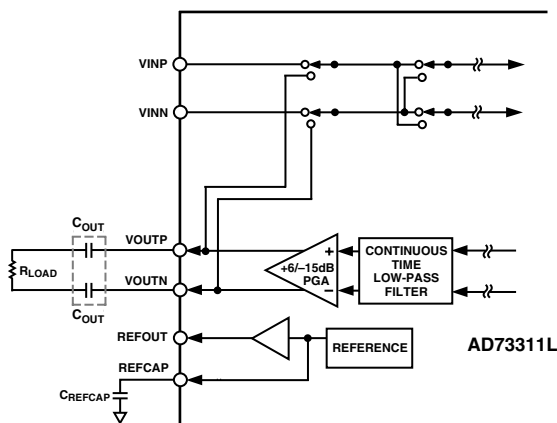 VINP
VINN
COUT
VOUTP
RLOAD
VOUTN
COUT
+
+6/–15dB
PGA
–
CONTINUOUS
TIME
LOW-PASS
FILTER
REFOUT
REFCAP
CREFCAP
REFERENCE
AD73311L